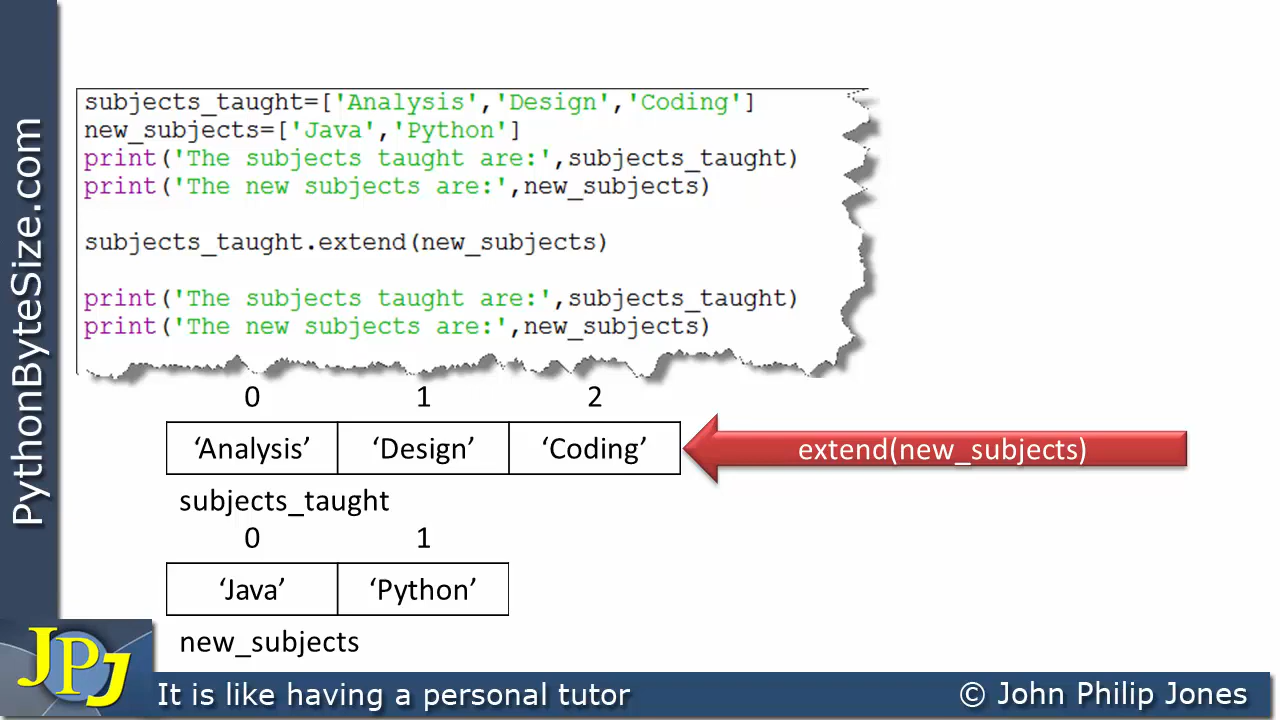 PythonByteSize.com
subjects_taught=['Analysis','Design','Coding']
new_subjects=['Java','Python']
print('The subjects taught are:',subjects_taught)
print('The new subjects are:',new_subjects)
subjects_taught.extend(new_subjects)
print('The subjects taught are:',subjects_taught)
print('The new subjects are:',new_subjects)
0 1 2
‘Analysis’ ‘Design’ ‘Coding’ extend(new_subjects)
subjects_taught
0 1
‘Java’ ‘Python’
new_subjects
JPJ It is like having a personal tutor © John Philip Jones